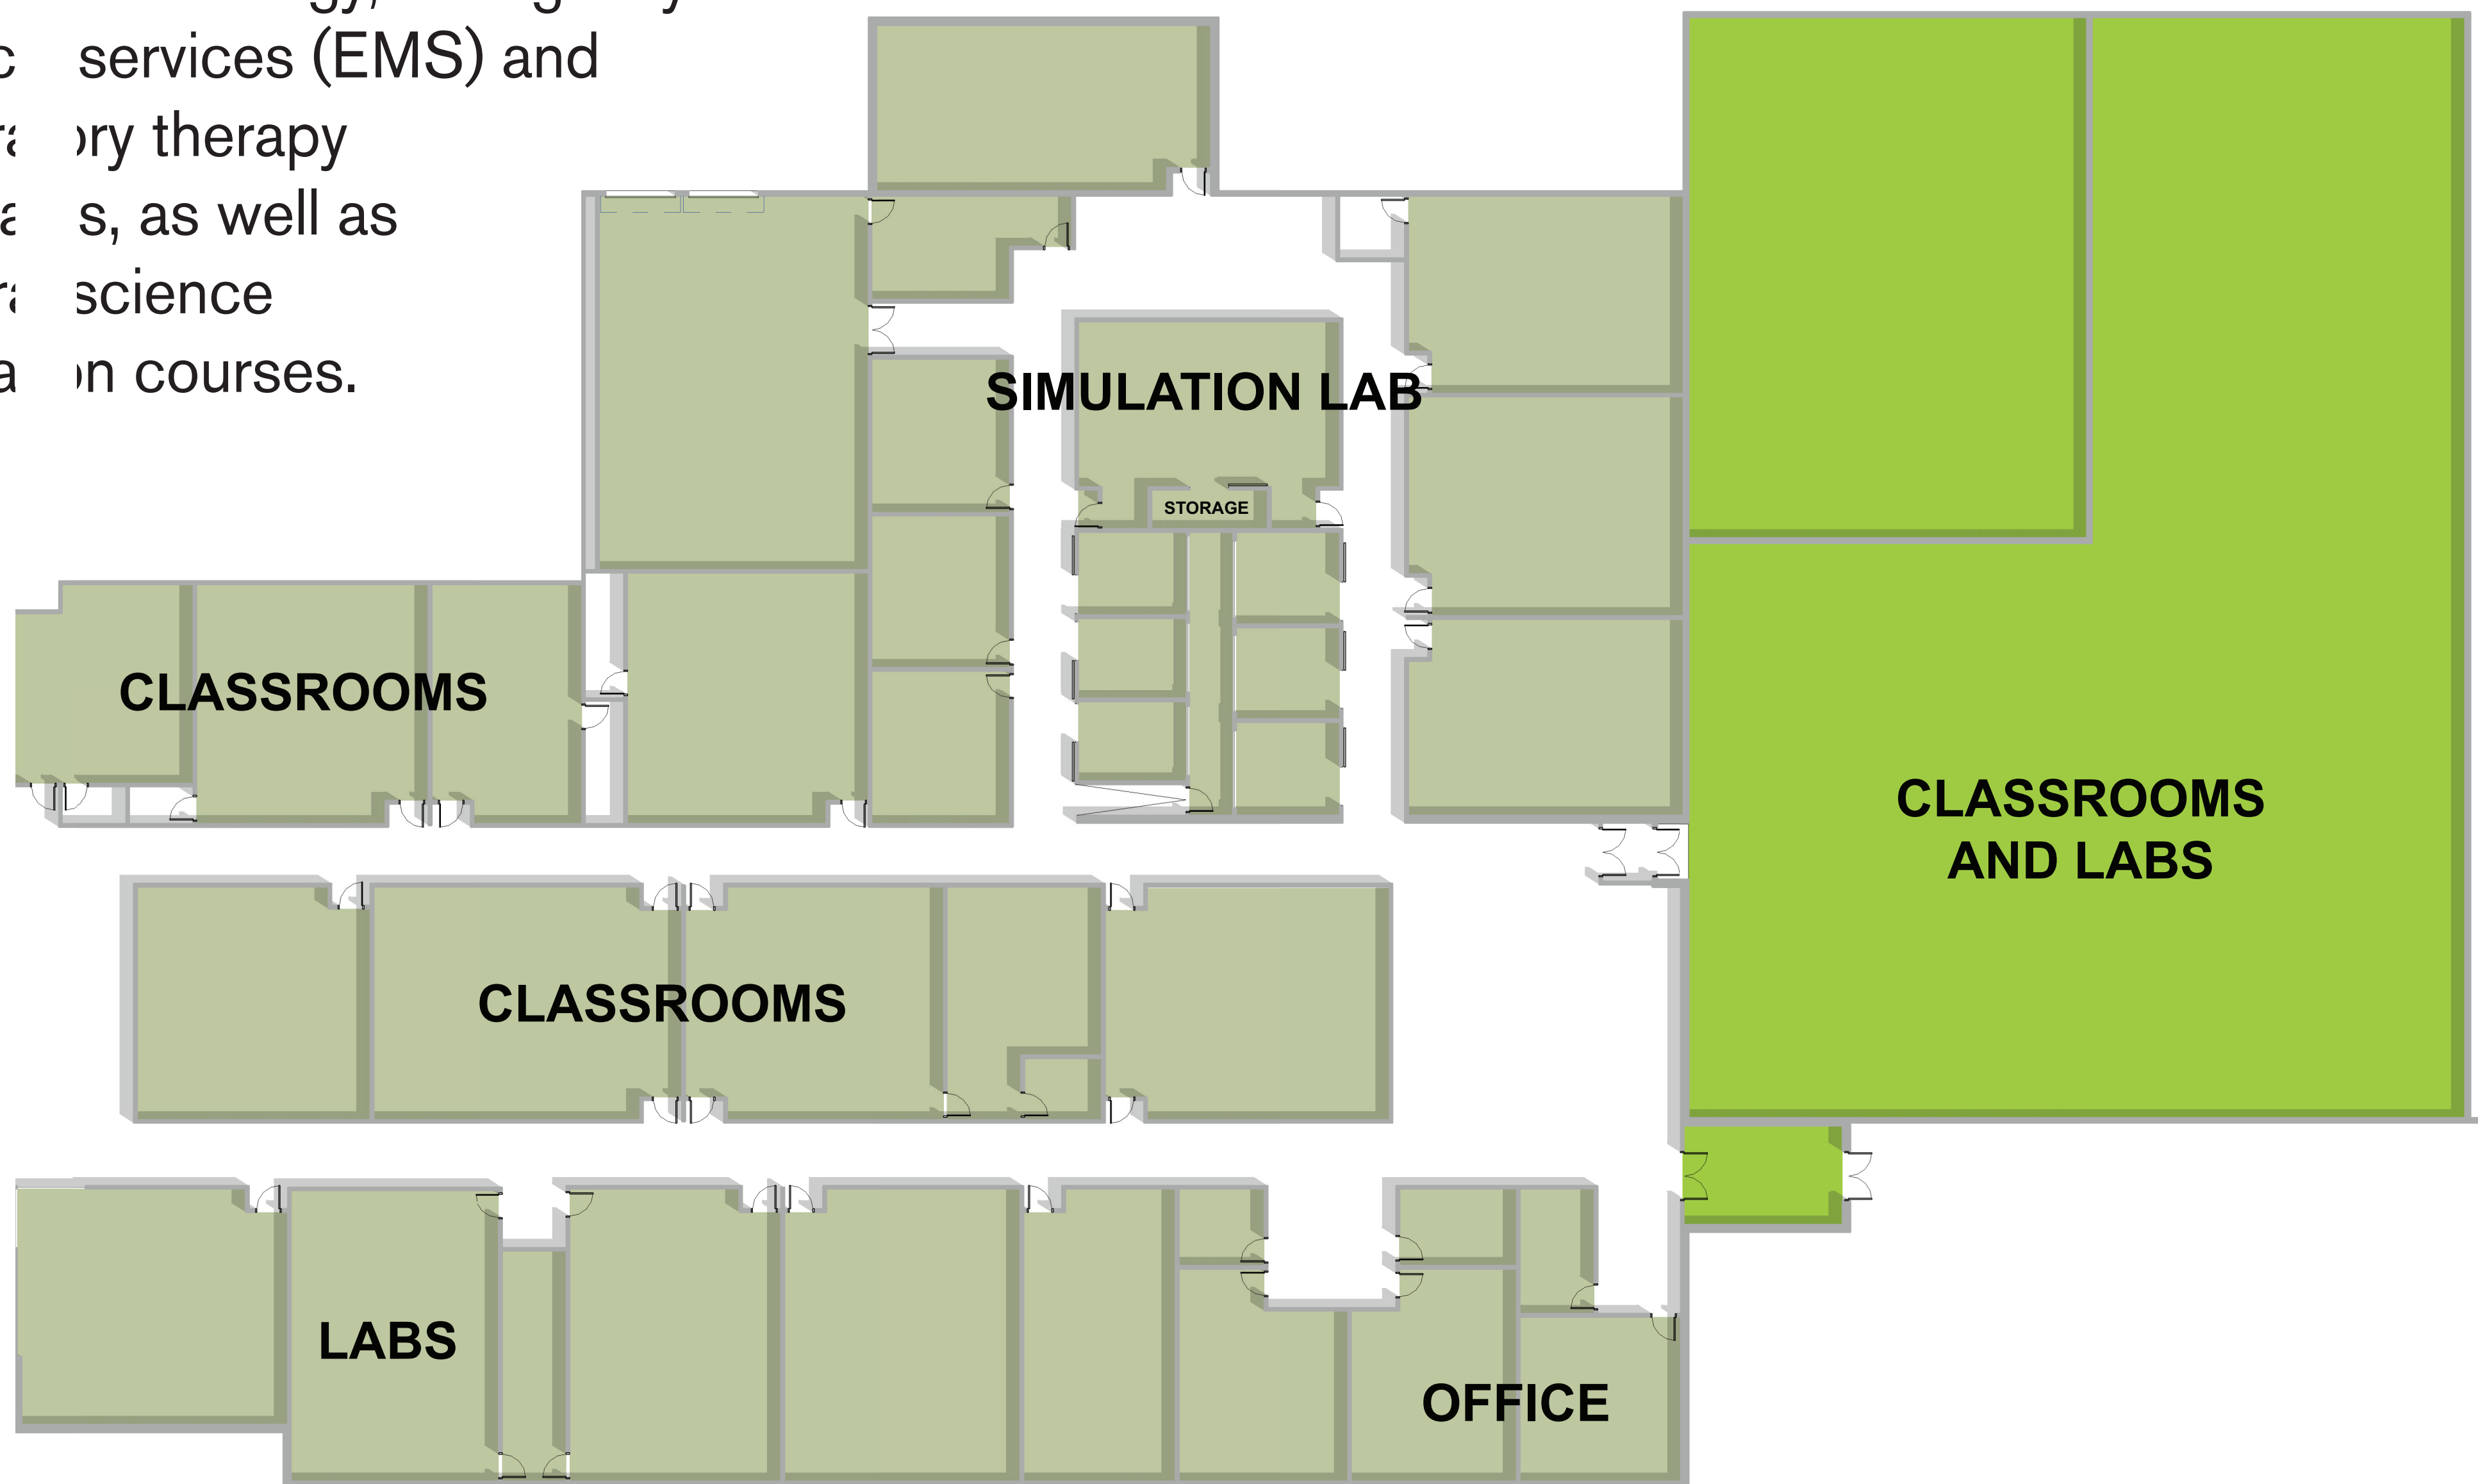 services (EMS) and
therapy
as well as
science
courses.
SIMULATION LAB
STORAGE
CLASSROOMS
CLASSROOMS
AND LABS
CLASSROOMS
LABS
OFFICE